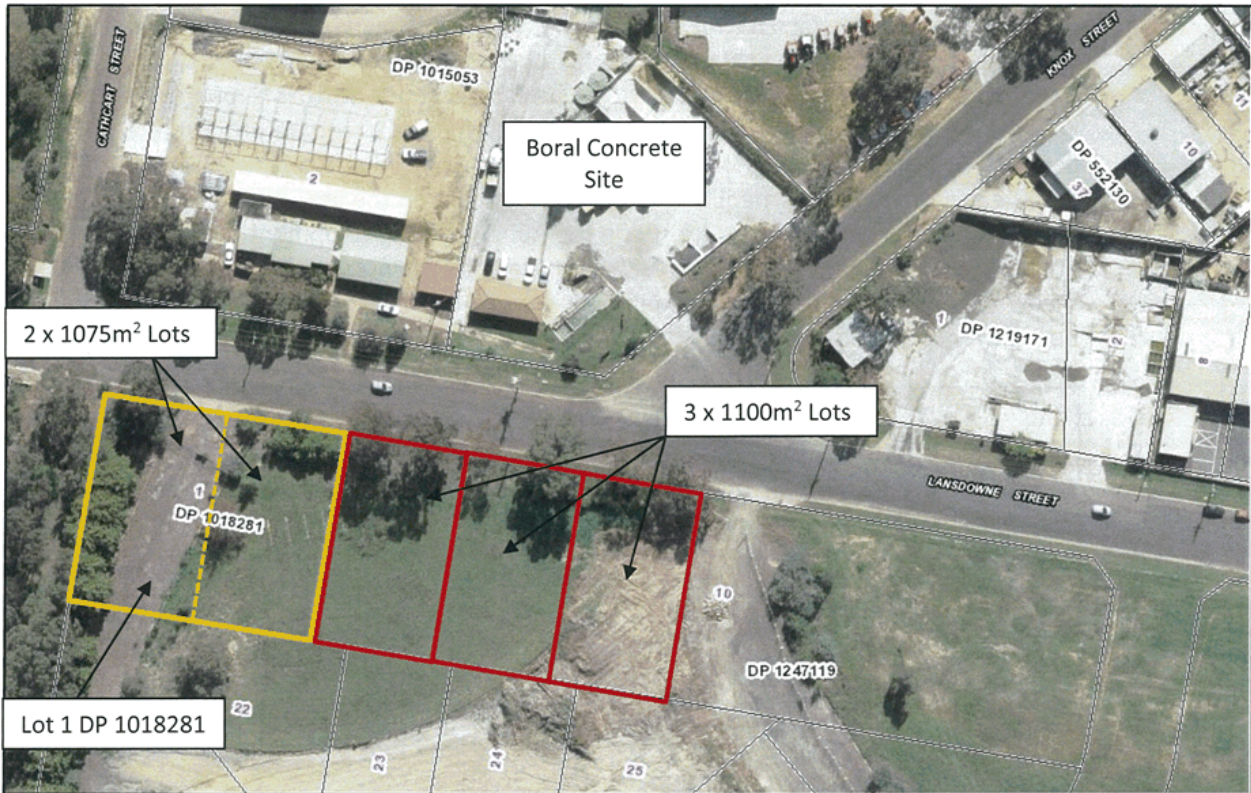 CATHCART STREET
DP 1015053
KNOX STREET
Boral Concrete
Site
11
10
DP 552130
37
2
2 x 1075m² Lots
1
DP 1219171
2
8
3 x 1100m² Lots
LANSDOWNE STREET
1
DP 1018281
10
DP 1247119
Lot 1 DP 1018281
22
23
24
25